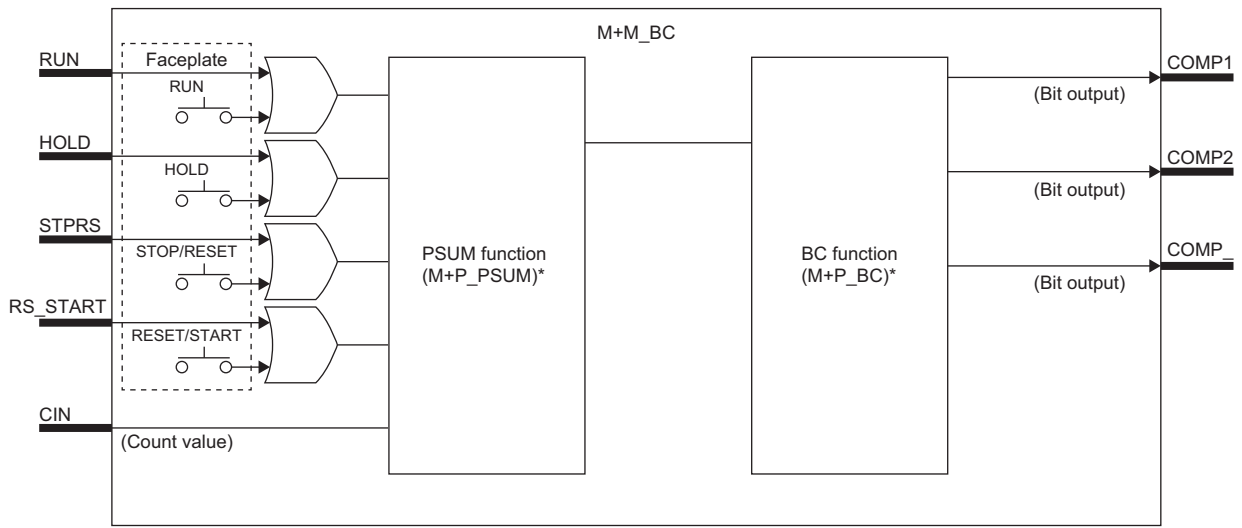 M+M_BC
RUN
Faceplate
RUN
HOLD
HOLD
STPRS
STOP/RESET
RS_START
RESET/START
CIN
(Count value)
PSUM function
(M+P_PSUM)*
BC function
(M+P_BC)*
COMP1
(Bit output)
COMP2
(Bit output)
COMP_
(Bit output)